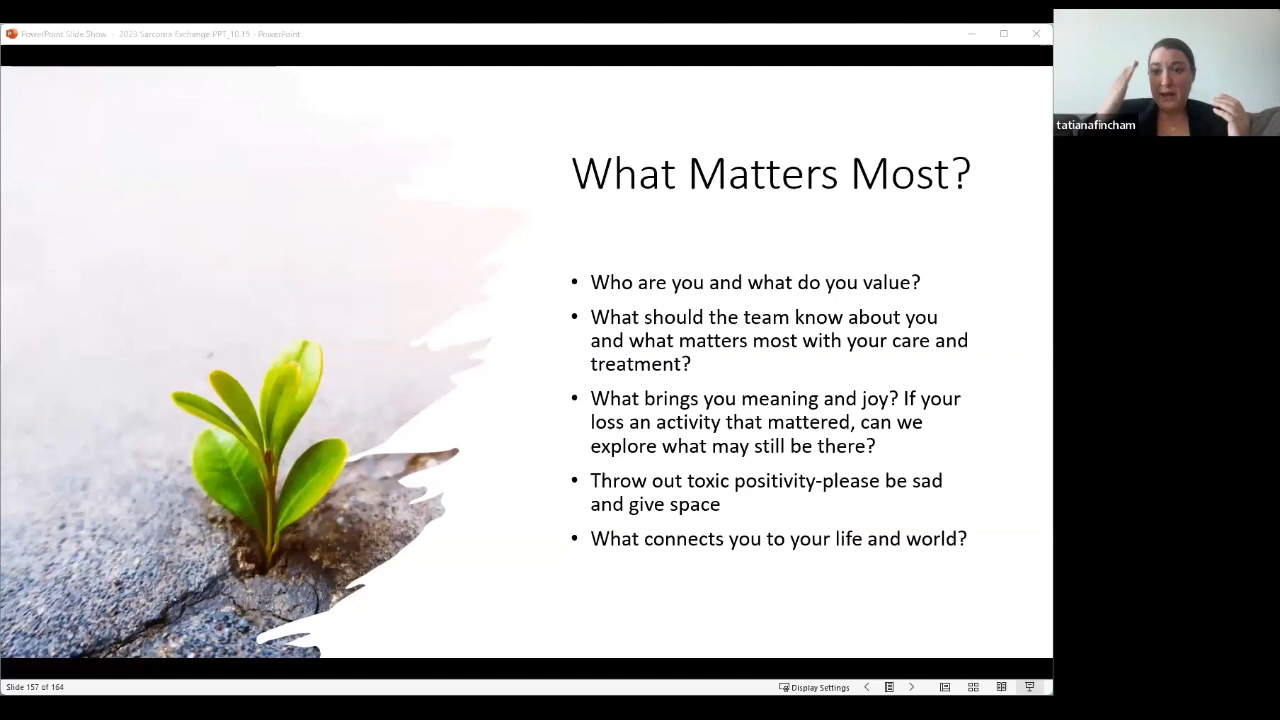 PowerPoint Slide Show - 2023 Sarcoma Exchange PPT_10.15 - PowerPoint
tatianafincham
What Matters Most?
• Who are you and what do you value?
• What should the team know about you
and what matters most with your care and
treatment?
• What brings you meaning and joy? If your
loss an activity that mattered, can we
explore what may still be there?
• Throw out toxic positivity-please be sad
and give space
• What connects you to your life and world?
Slide 157 of 164
Display Settings